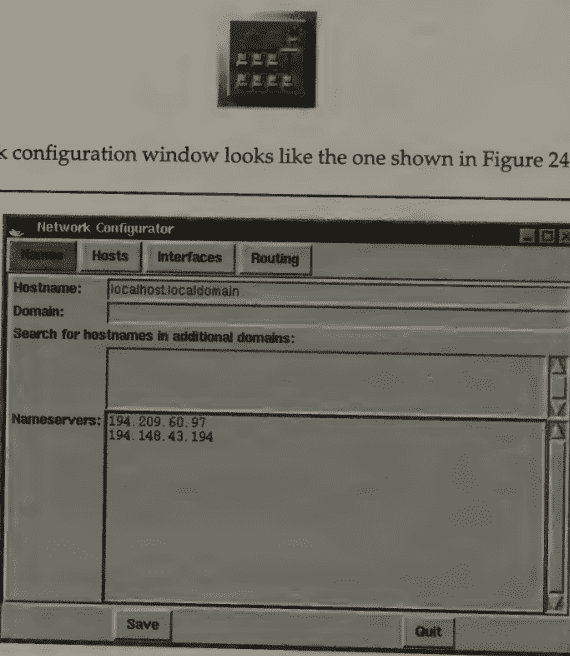 k configuration window looks like the one shown in Figure 24
Network Configurator
Names Hosts Interfaces Routing
Hostname: localhost.localdomain
Domain:
Search for hostnames in additional domains:
Nameservers: 194.209.60.97
194.148.43.194
Save Quit